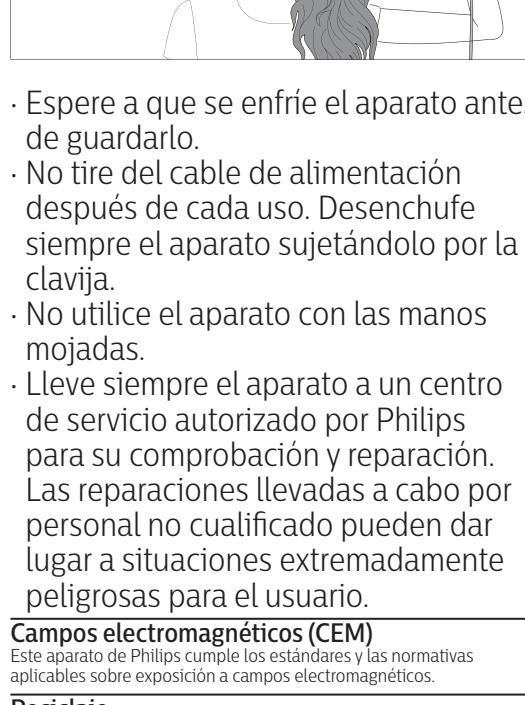 · Espere a que se enfríe el aparato antes
de guardarlo.
· No tire del cable de alimentación
después de cada uso. Desenchufe
siempre el aparato sujetándolo por la
clavija.
· No utilice el aparato con las manos
mojadas.
· Lleve siempre el aparato a un centro
de servicio autorizado por Philips
para su comprobación y reparación.
Las reparaciones llevadas a cabo por
personal no cualificado pueden dar
lugar a situaciones extremadamente
peligrosas para el usuario.
Campos electromagnéticos (CEM)
Este aparato de Philips cumple los estándares y las normativas
aplicables sobre exposición a campos electromagnéticos.
Reciclaje